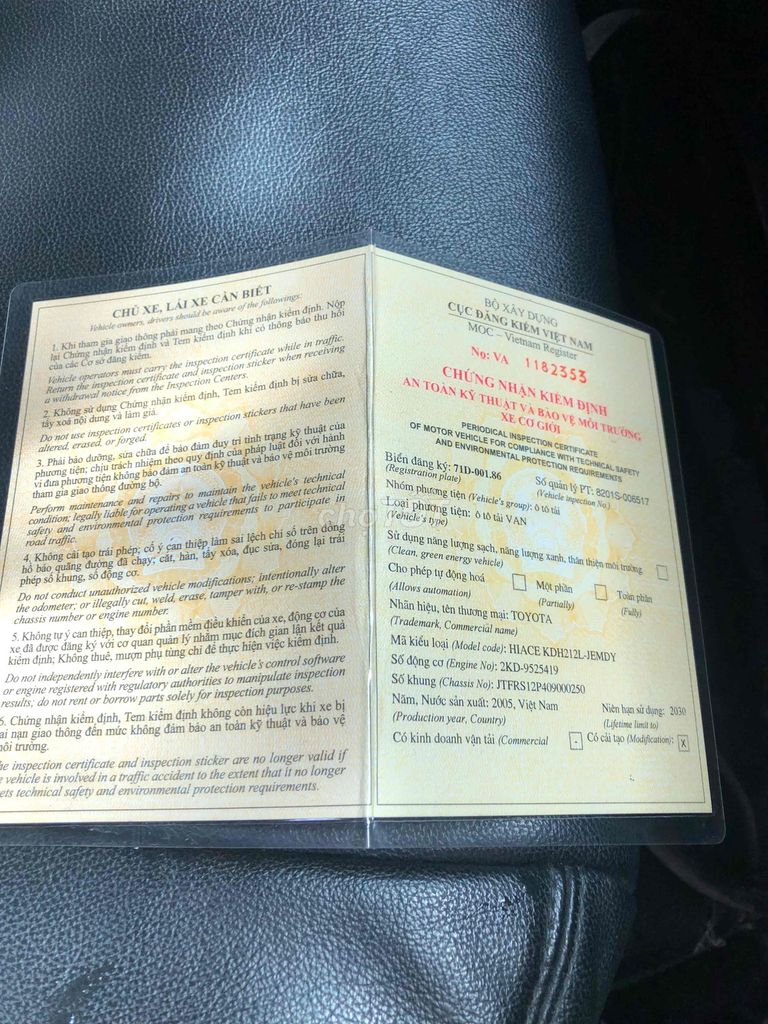 CHỦ XE, LÁI XE CẦN BIẾT
Vehicle owners, drivers should be aware of the followings:
1. Khi tham gia giao thông phải mang theo Chứng nhận kiểm định. Nộp
lại Chứng nhận kiểm định và Tem kiểm định khi có thông báo thu hồi
của các Cơ sở đăng kiểm.
Vehicle operators must carry the inspection certificate while in traffic.
Return the inspection certificate and inspection sticker when receiving
a withdrawal notice from the Inspection Centers.
2. Không sử dụng Chứng nhận kiểm định, Tem kiểm định bị sửa chữa,
tẩy xoá nội dung và làm giả.
Do not use inspection certificates or inspection stickers that have been
altered, erased, or forged.
3. Phải bảo dưỡng, sửa chữa để bảo đảm duy trì tình trạng kỹ thuật của
phương tiện; chịu trách nhiệm theo quy định của pháp luật đối với hành
vi đưa phương tiện không bảo đảm an toàn kỹ thuật và bảo vệ môi trường
tham gia giao thông đường bộ.
Perform maintenance and repairs to maintain the vehicle's technical
condition; legally liable for operating a vehicle that fails to meet technical
safety and environmental protection requirements to participate in
road traffic.
4. Không cải tạo trái phép; cố ý can thiệp làm sai lệch chỉ số trên đồng
hồ báo quãng đường đã chạy; cắt, hàn, tẩy xóa, đục sửa, đóng lại trái
phép số khung, số động cơ.
Do not conduct unauthorized vehicle modifications; intentionally alter
the odometer; or illegally cut, weld, erase, tamper with, or re-stamp the
chassis number or engine number.
5. Không tự ý can thiệp, thay đổi phần mềm điều khiển của xe, động cơ của
xe đã được đăng ký với cơ quan quản lý nhằm mục đích gian lận kết quả
kiểm định; Không thuê, mượn phụ tùng chỉ để thực hiện việc kiểm định.
Do not independently interfere with or alter the vehicle's control software
or engine registered with regulatory authorities to manipulate inspection
results; do not rent or borrow parts solely for inspection purposes.
6. Chứng nhận kiểm định, Tem kiểm định không còn hiệu lực khi xe bị
ai nạn giao thông đến mức không đảm bảo an toàn kỹ thuật và bảo vệ
ôi trường.
he inspection certificate and inspection sticker are no longer valid if
e vehicle is involved in a traffic accident to the extent that it no longer
ets technical safety and environmental protection requirements.
BỘ XÂY DỰNG
CỤC ĐĂNG KIỂM VIỆT NAM
MOC – Vietnam Register
No: VA 1182353
CHỨNG NHẬN KIỂM ĐỊNH
AN TOÀN KỸ THUẬT VÀ BẢO VỆ MÔI TRƯỜNG
XE CƠ GIỚI
PERIODICAL INSPECTION CERTIFICATE
OF MOTOR VEHICLE FOR COMPLIANCE WITH TECHNICAL SAFETY
AND ENVIRONMENTAL PROTECTION REQUIREMENTS
Biển đăng ký: 71D-001.86 Số quản lý PT: 8201S-006517
(Registration plate) (Vehicle inspection No.)
Nhóm phương tiện (Vehicle's group): ô tô tải
Loại phương tiện: ô tô tải VAN
(Vehicle's type)
Sử dụng năng lượng sạch, năng lượng xanh, thân thiện môi trường
(Clean, green energy vehicle)
Cho phép tự động hoá Một phần Toàn phần
(Allows automation) (Partially) (Fully)
Nhãn hiệu, tên thương mại: TOYOTA
(Trademark, Commercial name)
Mã kiểu loại (Model code): HIACE KDH212L-JEMDY
Số động cơ (Engine No): 2KD-9525419
Số khung (Chassis No): JTFRS12P409000250
Năm, Nước sản xuất: 2005, Việt Nam Niên hạn sử dụng: 2030
(Production year, Country) (Lifetime limit to)
Có kinh doanh vận tải (Commercial - Có cải tạo (Modification): X